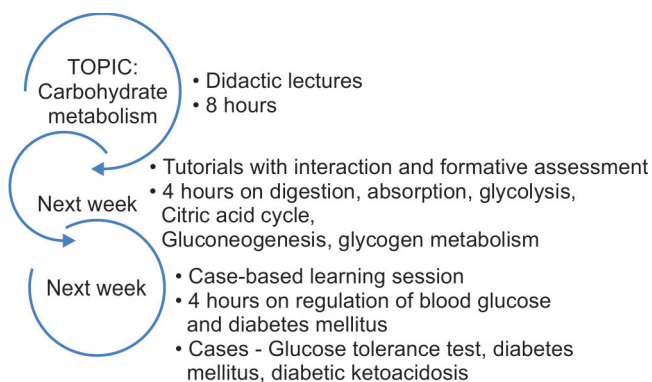 TOPIC:
Carbohydrate
metabolism
• Didactic lectures
• 8 hours
Next week
• Tutorials with interaction and formative assessment
• 4 hours on digestion, absorption, glycolysis,
Citric acid cycle,
Gluconeogenesis, glycogen metabolism
Next week
• Case-based learning session
• 4 hours on regulation of blood glucose
and diabetes mellitus
• Cases - Glucose tolerance test, diabetes
mellitus, diabetic ketoacidosis